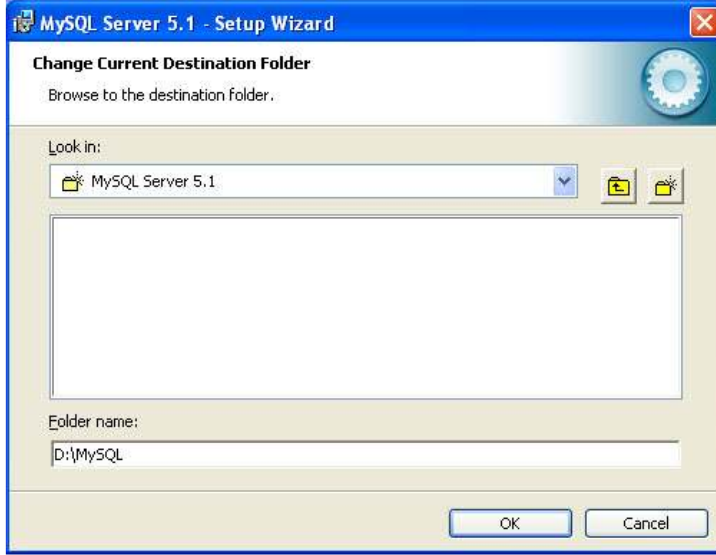 MySQL Server 5.1 - Setup Wizard
Change Current Destination Folder
Browse to the destination folder.
Look in:
MySQL Server 5.1
Folder name:
D:\MySQL
OK Cancel